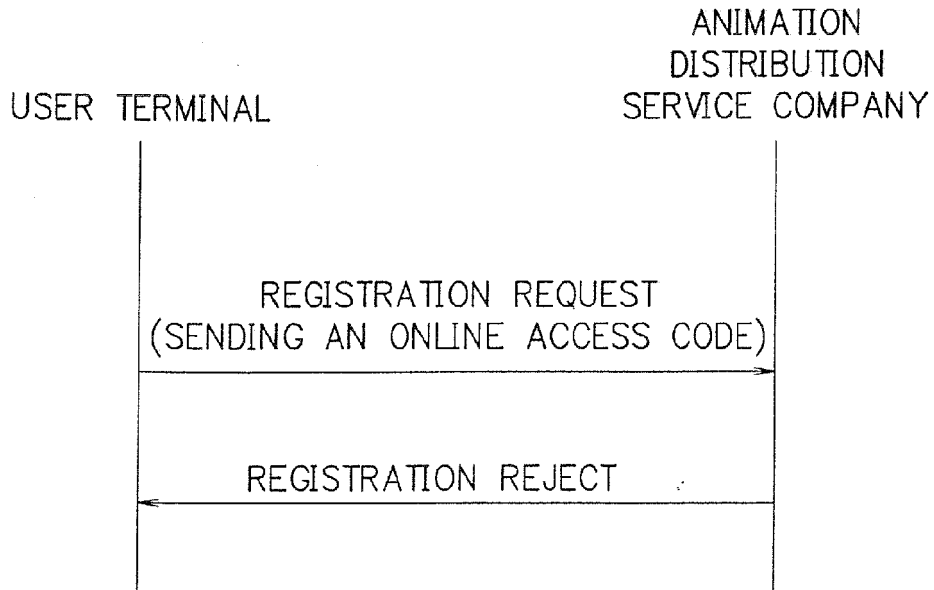 ANIMATION
DISTRIBUTION
SERVICE COMPANY
USER TERMINAL
REGISTRATION REQUEST
(SENDING AN ONLINE ACCESS CODE)
REGISTRATION REJECT